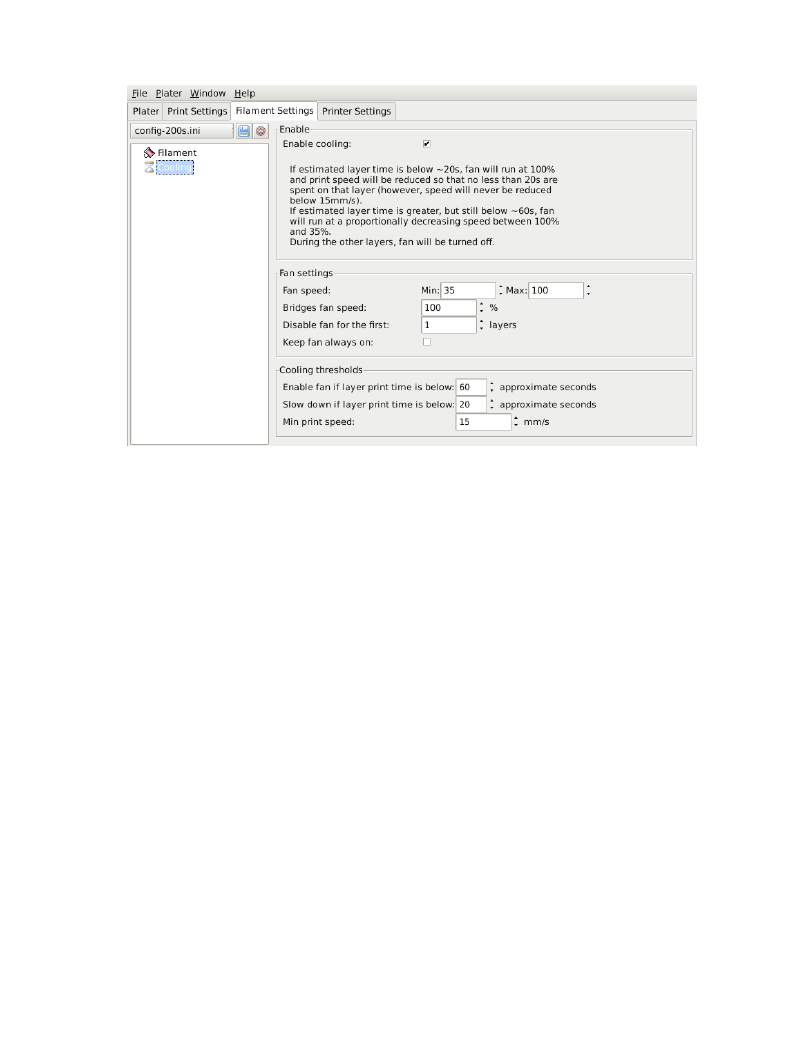 File Plater Window Help
Plater Print Settings Filament Settings Printer Settings
config-200s.ini
Filament
Cooling
Enable
Enable cooling:
If estimated layer time is below ~20s, fan will run at 100%
and print speed will be reduced so that no less than 20s are
spent on that layer (however, speed will never be reduced
below 15mm/s).
If estimated layer time is greater, but still below ~60s, fan
will run at a proportionally decreasing speed between 100%
and 35%.
During the other layers, fan will be turned off.
Fan settings
Fan speed: Min: 35 Max: 100
Bridges fan speed: 100 %
Disable fan for the first: 1 layers
Keep fan always on:
Cooling thresholds
Enable fan if layer print time is below: 60 approximate seconds
Slow down if layer print time is below: 20 approximate seconds
Min print speed: 15 mm/s